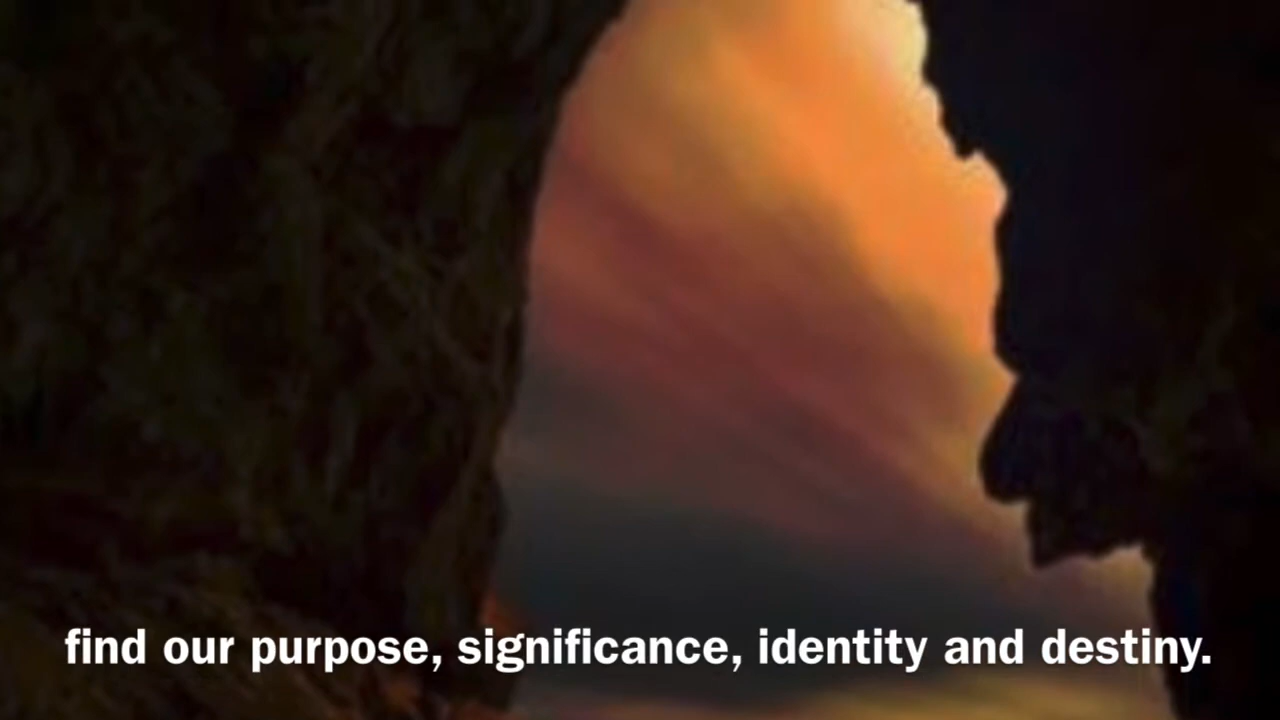 find our purpose, significance, identity and destiny.